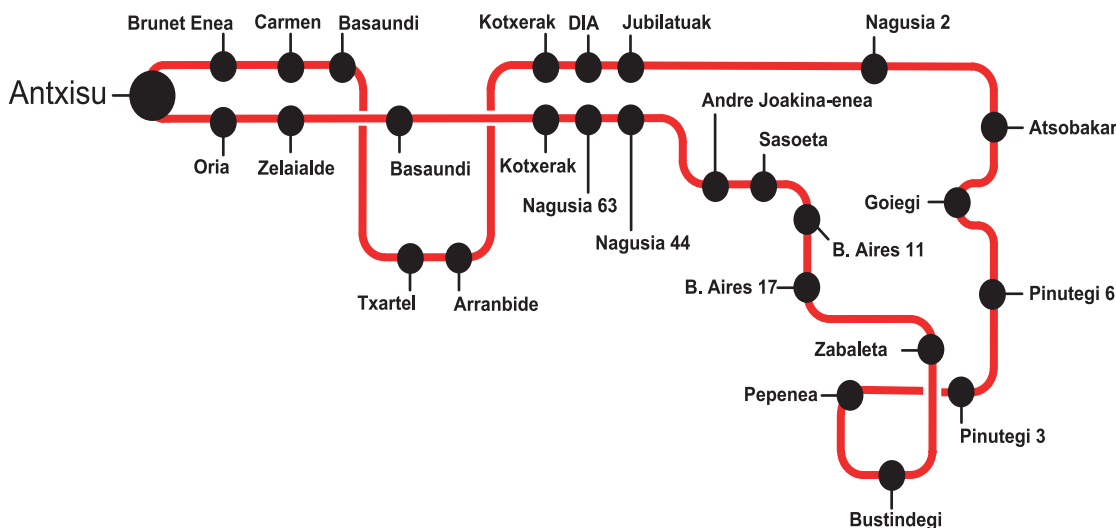 Brunet Enea
Carmen
Basaundi
Kotxerak
DIA
Jubilatuak
Nagusia 2
Antxisu
Andre Joakina-enea
Atsobakar
Sasoeta
Oria
Zelaialde
Basaundi
Kotxerak
Nagusia 63
Goiegi
Nagusia 44
B. Aires 11
B. Aires 17
Pinutegi 6
Txartel
Arranbide
Zabaleta
Pepenea
Pinutegi 3
Bustindegi